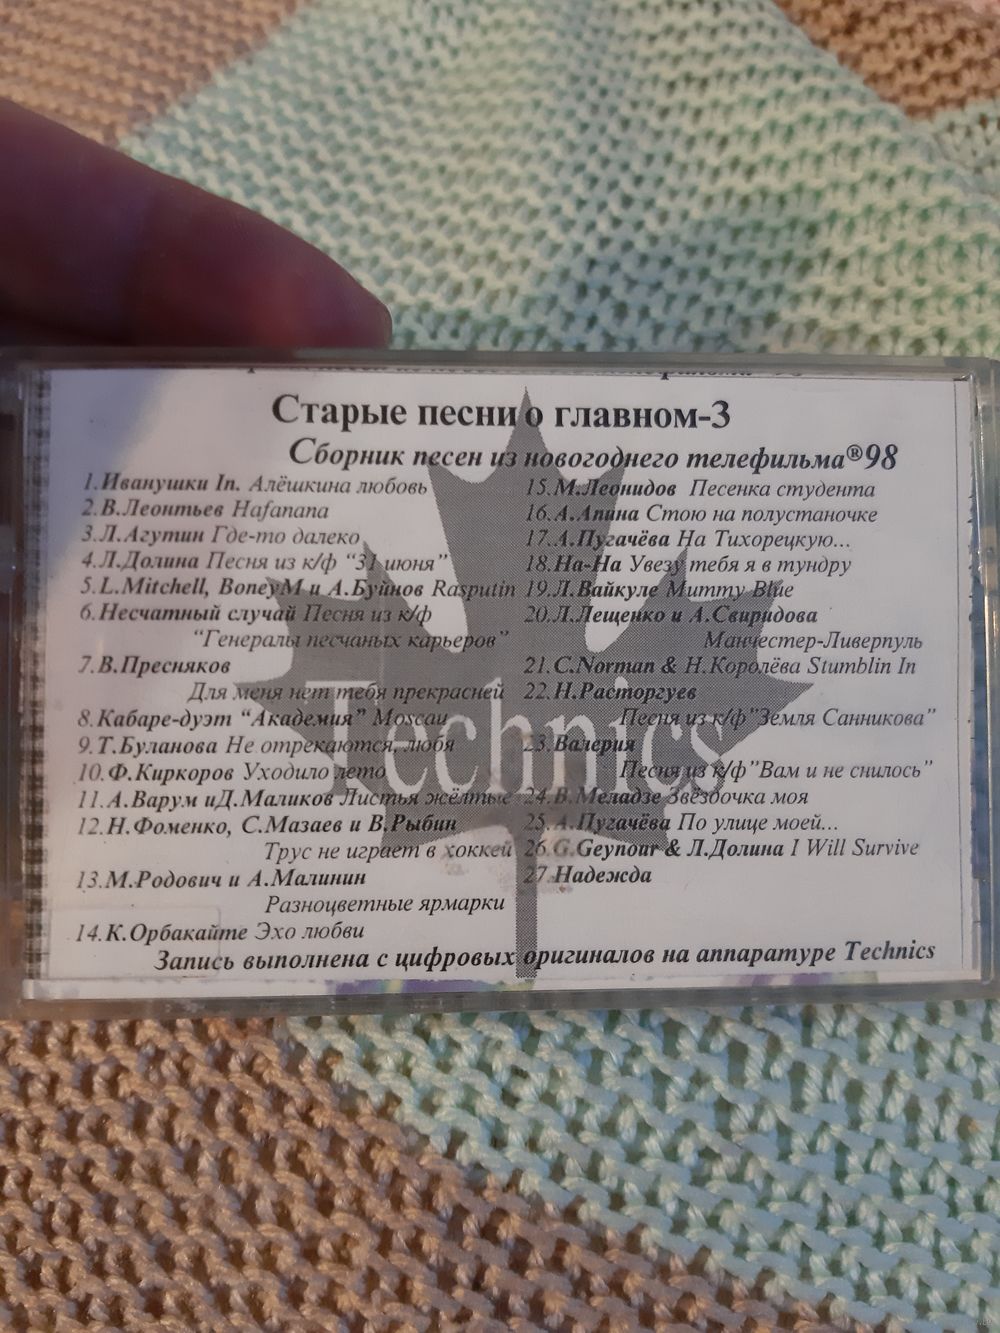 Старые песни о главном-3
Сборник песен из новогоднего телефильма®98
1.Иванушки In. Алёшкина любовь
2.В.Леонтьев Hafanana
3.Л.Агутин Где-то далеко
4.Л.Долина Песня из к/ф "31 июня"
5.L.Mitchell, BoneyM и А.Буйнов Rasputin
6.Несчатный случай Песня из к/ф
"Генералы песчаных карьеров"
7.В.Пресняков
Для меня нет тебя прекрасней
8.Кабаре-дуэт "Академия" Moscau
9.Т.Буланова Не отрекаются, любя
10.Ф.Киркоров Уходило лето
11.А.Варум иД.Маликов Листья жёлтые
12.Н.Фоменко, С.Мазаев и В.Рыбин
Трус не играет в хоккей
13.М.Родович и А.Малинин
Разноцветные ярмарки
14.К.Орбакайте Эхо любви
15.М.Леонидов Песенка студента
16.А.Апина Стою на полустаночке
17.А.Пугачёва На Тихорецкую...
18.На-На Увезу тебя я в тундру
19.Л.Вайкуле Mummy Blue
20.Л.Лещенко и А.Свиридова
Манчестер-Ливерпуль
21.C.Norman & Н.Королёва Stumblin In
22.Н.Расторгуев
Песня из к/ф"Земля Санникова"
23.Валерия
Песня из к/ф"Вам и не снилось"
24.В.Меладзе Звёздочка моя
25.А.Пугачёва По улице моей...
26.G.Geynour & Л.Долина I Will Survive
27.Надежда
Technics
Запись выполнена с цифровых оригиналов на аппаратуре Technics